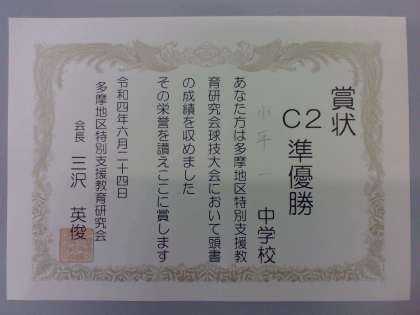 賞状
C2 準優勝
小平一 中学校
あなた方は多摩地区特別支援教
育研究会球技大会において頭書
の成績を収めました
その栄誉を讃えここに賞します
令和四年六月二十四日
多摩地区特別支援教育研究会
会長 三沢 英俊